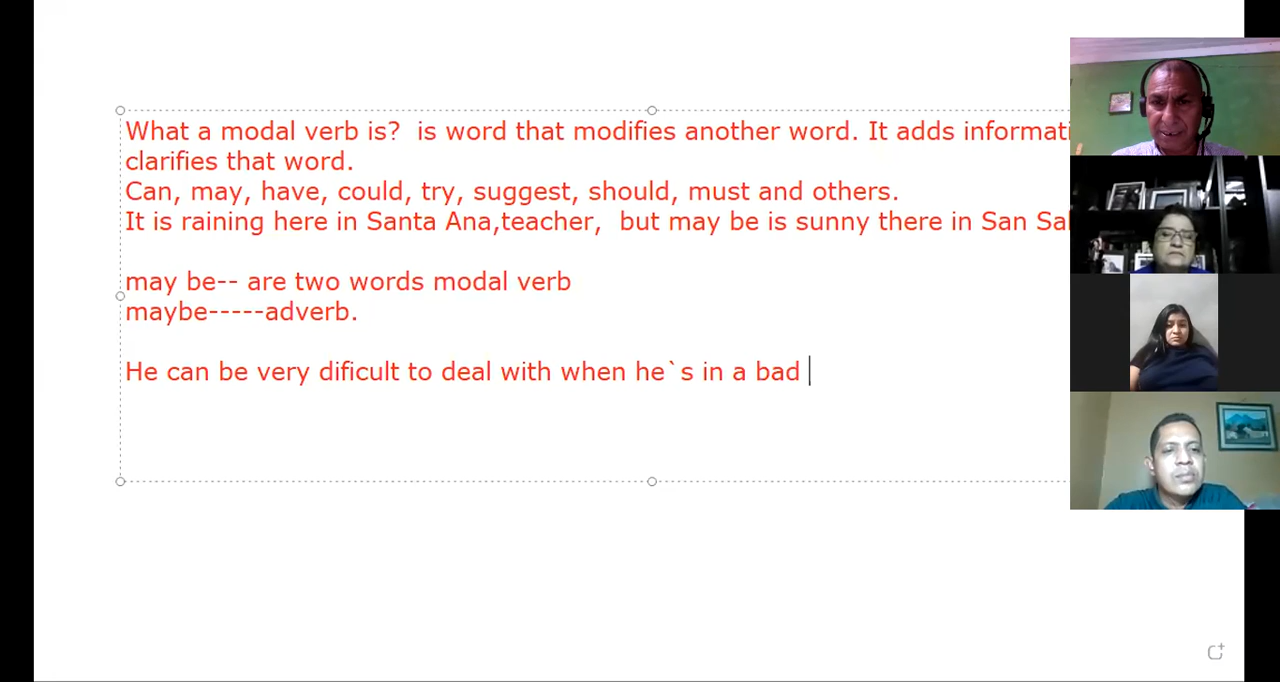 What a modal verb is?  is word that modifies another word. It adds
clarifies that word.
Can, may, have, could, try, suggest, should, must and others.
It is raining here in Santa Ana,teacher,  but may be is sunny there in San
may be-- are two words modal verb
maybe-----adverb.
He can be very dificult to deal with when he`s in a bad